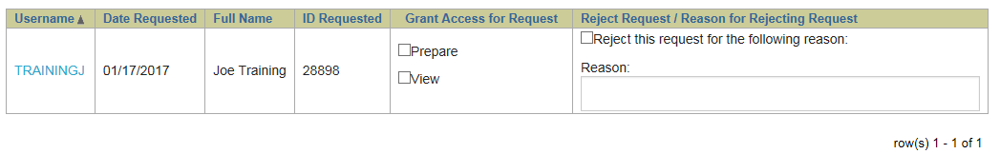 Username Date Requested Full Name ID Requested Grant Access for Request Reject Request / Reason for Rejecting Request
TRAININGJ 01/17/2017 Joe Training 28898
Prepare
View
Reject this request for the following reason:
Reason:
row(s) 1 - 1 of 1